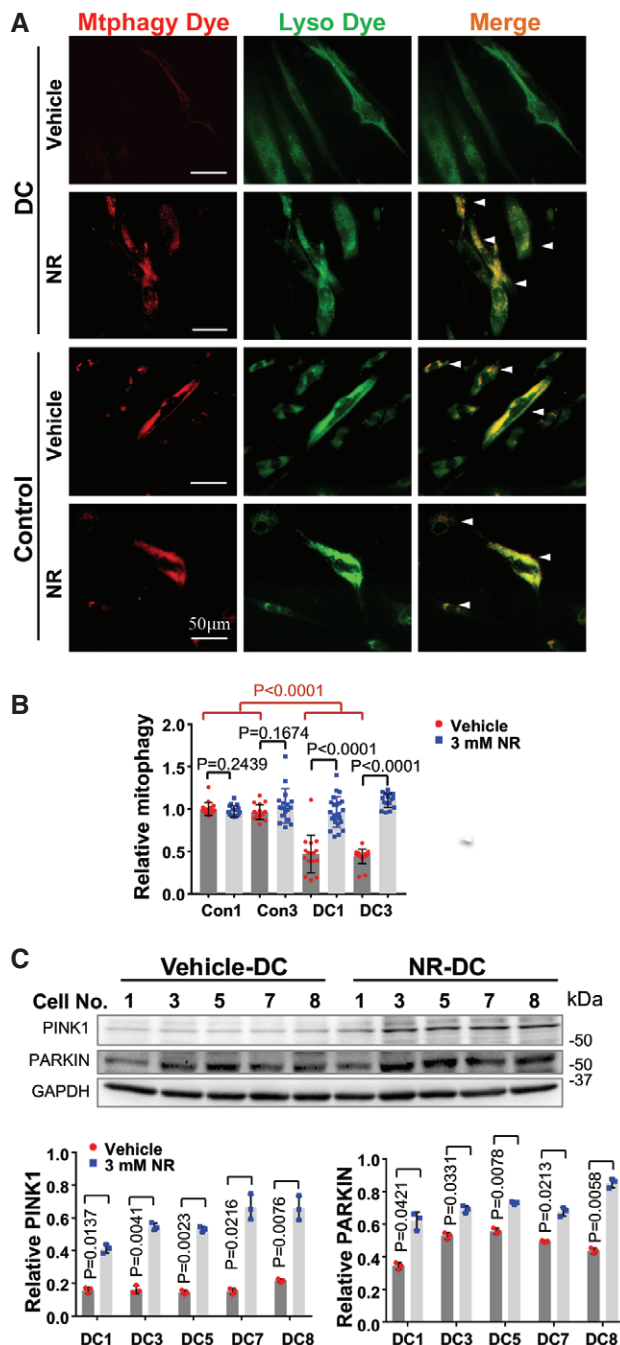 A
Mtphagy Dye Lyso Dye Merge
DC
Vehicle
NR
Control
Vehicle
NR
50μm
B
P<0.0001
P=0.1674
P=0.2439
<0.0001
<0.0001
Vehicle
3 mM NR
Relative mitophagy
2.0
1.5
1.0
0.5
0.0
Con1 Con3 DC1 DC3
C
Vehicle-DC NR-DC
Cell No. 1 3 5 7 8 1 3 5 7 8 kDa
PINK1
-50
PARKIN
-50
-37
GAPDH
Vehicle
3 mM NR
Relative PINK1
0.8
0.6
0.4
0.2
0.0
P=0.0137
P=0.0041
P=0.0023
P=0.0216
P=0.0076
DC1 DC3 DC5 DC7 DC8
Vehicle
3 mM NR
Relative PARKIN
1.0
0.8
0.6
0.4
0.2
0.0
P=0.0421
P=0.0331
P=0.0078
P=0.0213
P=0.0058
DC1 DC3 DC5 DC7 DC8